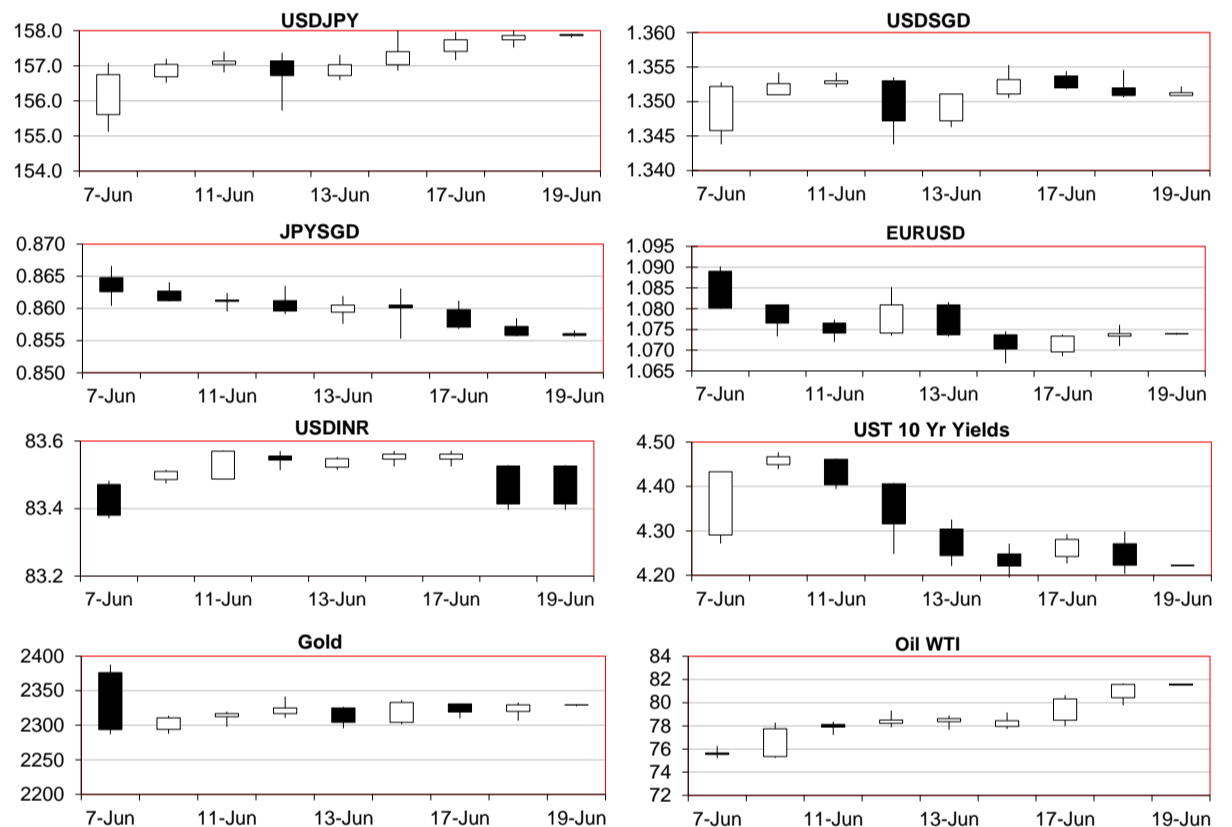 USDJPY
158.0
157.0
156.0
155.0
154.0
7-Jun 11-Jun 13-Jun 17-Jun 19-Jun
USDSGD
1.360
1.355
1.350
1.345
1.340
7-Jun 11-Jun 13-Jun 17-Jun 19-Jun
JPYSGD
0.870
0.865
0.860
0.855
0.850
7-Jun 11-Jun 13-Jun 17-Jun 19-Jun
EURUSD
1.095
1.090
1.085
1.080
1.075
1.070
1.065
7-Jun 11-Jun 13-Jun 17-Jun 19-Jun
USDINR
83.6
83.4
83.2
7-Jun 11-Jun 13-Jun 17-Jun 19-Jun
UST 10 Yr Yields
4.50
4.40
4.30
4.20
7-Jun 11-Jun 13-Jun 17-Jun 19-Jun
Gold
2400
2350
2300
2250
2200
7-Jun 11-Jun 13-Jun 17-Jun 19-Jun
Oil WTI
84
82
80
78
76
74
72
7-Jun 11-Jun 13-Jun 17-Jun 19-Jun